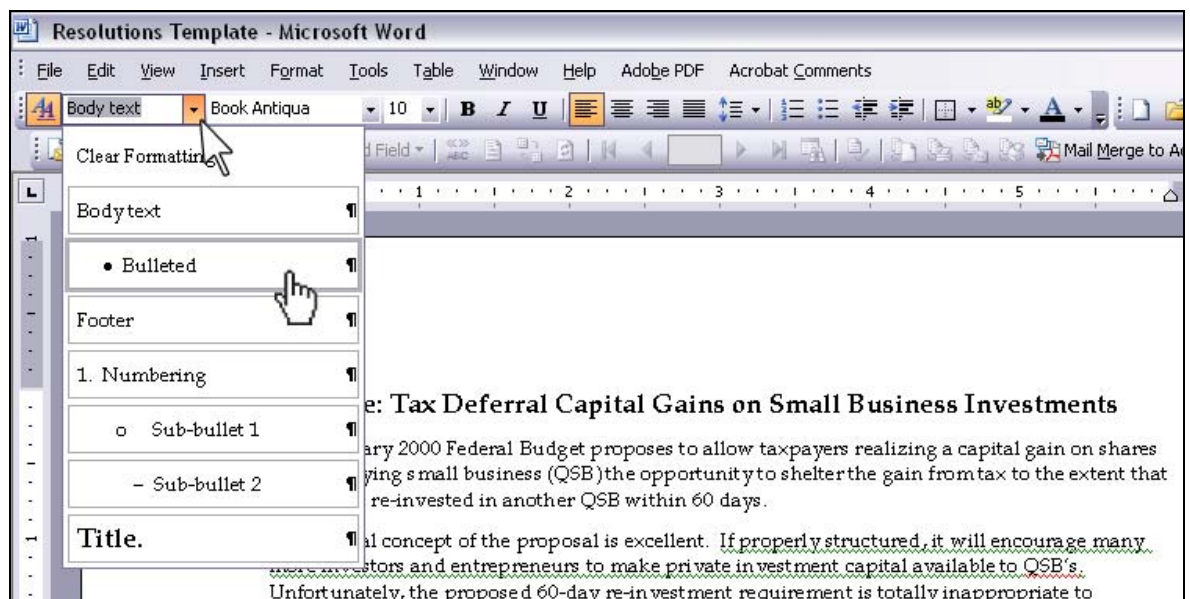 Resolutions Template - Microsoft Word
File Edit View Insert Format Tools Table Window Help Adobe PDF Acrobat Comments
Body text Book Antiqua 10 B I U
Clear Formatting Field Mail Merge to
Body text ¶
• Bulleted ¶
Footer ¶
1. Numbering ¶
o Sub-bullet 1 ¶
– Sub-bullet 2 ¶
Title. ¶
1 2 3 4 5
e: Tax Deferral Capital Gains on Small Business Investments
ary 2000 Federal Budget proposes to allow taxpayers realizing a capital gain on shares
ying small business (QSB)the opportunity to shelter the gain from tax to the extent that
re-invested in another QSB within 60 days.
al concept of the proposal is excellent. If properly structured, it will encourage many
more investors and entrepreneurs to make private investment capital available to QSB's.
Unfortunately, the proposed 60-day re-investment requirement is totally inappropriate to